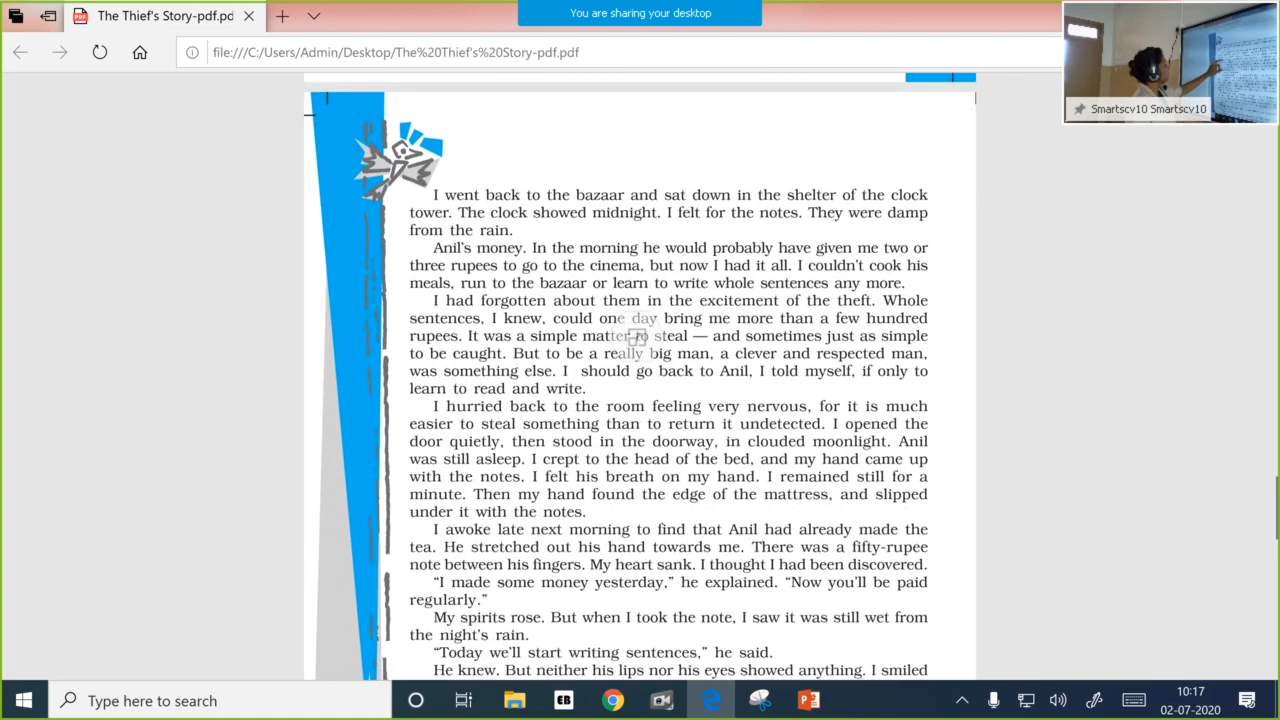 The Thief's Story-pdf.pd
You are sharing your desktop
file:///C:/Users/Admin/Desktop/The%20Thief's%20Story-pdf.pdf
Smartscv10 Smartscv10
I went back to the bazaar and sat down in the shelter of the clock
tower. The clock showed midnight. I felt for the notes. They were damp
from the rain.
Anil's money. In the morning he would probably have given me two or
three rupees to go to the cinema, but now I had it all. I couldn't cook his
meals, run to the bazaar or learn to write whole sentences any more.
I had forgotten about them in the excitement of the theft. Whole
sentences, I knew, could one day bring me more than a few hundred
rupees. It was a simple matter to steal — and sometimes just as simple
to be caught. But to be a really big man, a clever and respected man,
was something else. I should go back to Anil, I told myself, if only to
learn to read and write.
I hurried back to the room feeling very nervous, for it is much
easier to steal something than to return it undetected. I opened the
door quietly, then stood in the doorway, in clouded moonlight. Anil
was still asleep. I crept to the head of the bed, and my hand came up
with the notes. I felt his breath on my hand. I remained still for a
minute. Then my hand found the edge of the mattress, and slipped
under it with the notes.
I awoke late next morning to find that Anil had already made the
tea. He stretched out his hand towards me. There was a fifty-rupee
note between his fingers. My heart sank. I thought I had been discovered.
“I made some money yesterday,” he explained. “Now you'll be paid
regularly.”
My spirits rose. But when I took the note, I saw it was still wet from
the night's rain.
“Today we'll start writing sentences,” he said.
He knew. But neither his lips nor his eyes showed anything. I smiled
Type here to search
EB
10:17
02-07-2020